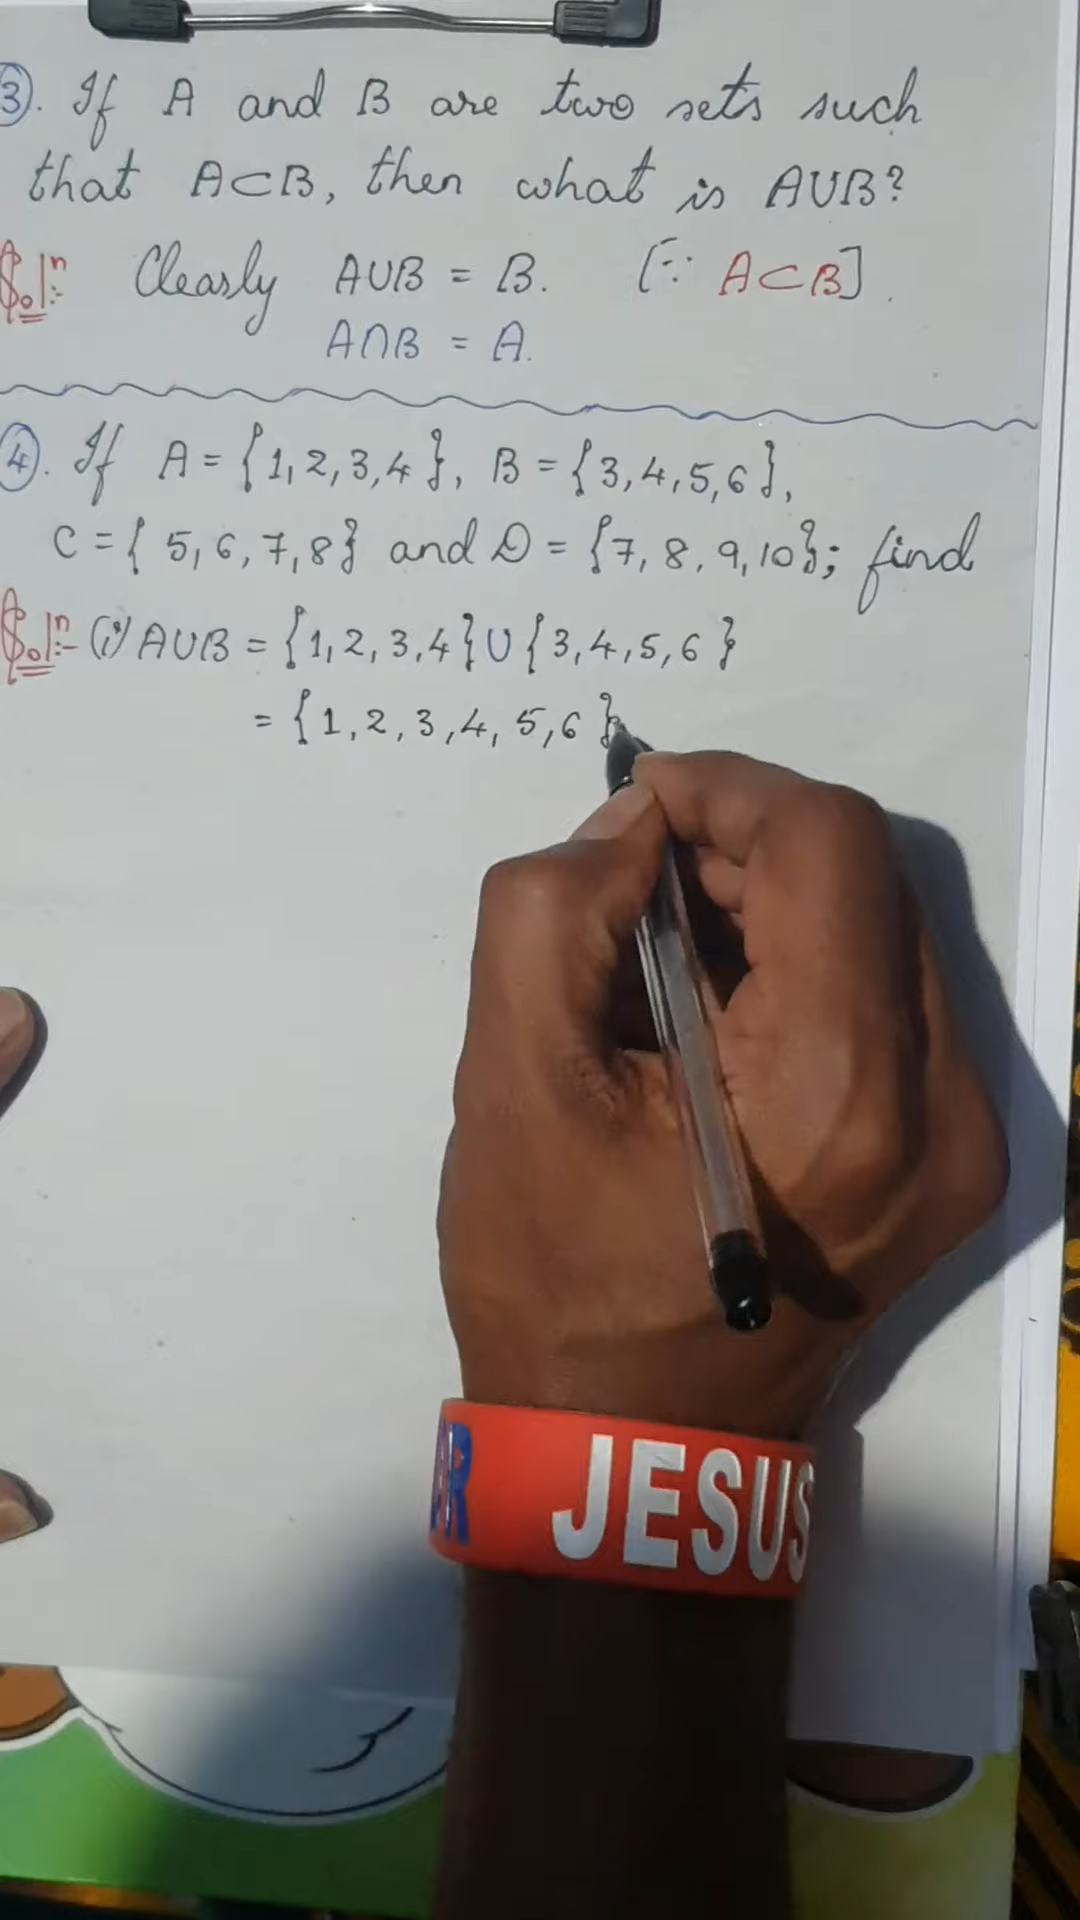 3. If A and B are two sets such
that A⊂B, then what is A∪B?
Solⁿ:- Clearly A∪B = B. [∵ A⊂B].
A∩B = A.
4. If A = {1,2,3,4}, B = {3,4,5,6},
C = {5,6,7,8} and D = {7,8,9,10}; find
Solⁿ:- (i) A∪B = {1,2,3,4} ∪ {3,4,5,6}
= {1,2,3,4,5,6}
JESUS